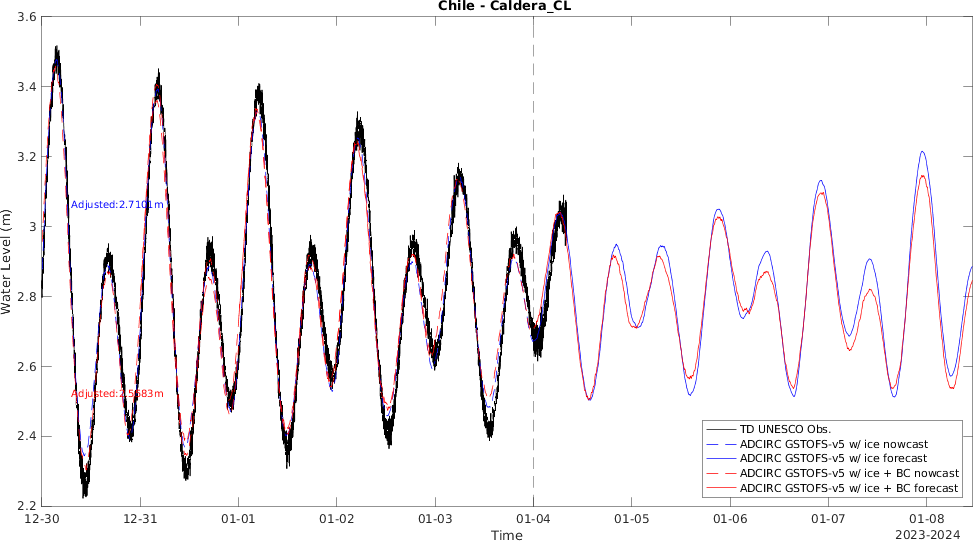 Chile - Caldera_CL
3.6
3.4
3.2
3
2.8
2.6
2.4
2.2
Water Level (m)
Adjusted:2.7101m
Adjusted:2.5683m
TD UNESCO Obs.
ADCIRC GSTOFS-v5 w/ ice nowcast
ADCIRC GSTOFS-v5 w/ ice forecast
ADCIRC GSTOFS-v5 w/ ice + BC nowcast
ADCIRC GSTOFS-v5 w/ ice + BC forecast
12-30 12-31 01-01 01-02 01-03 01-04 01-05 01-06 01-07 01-08
Time
2023-2024